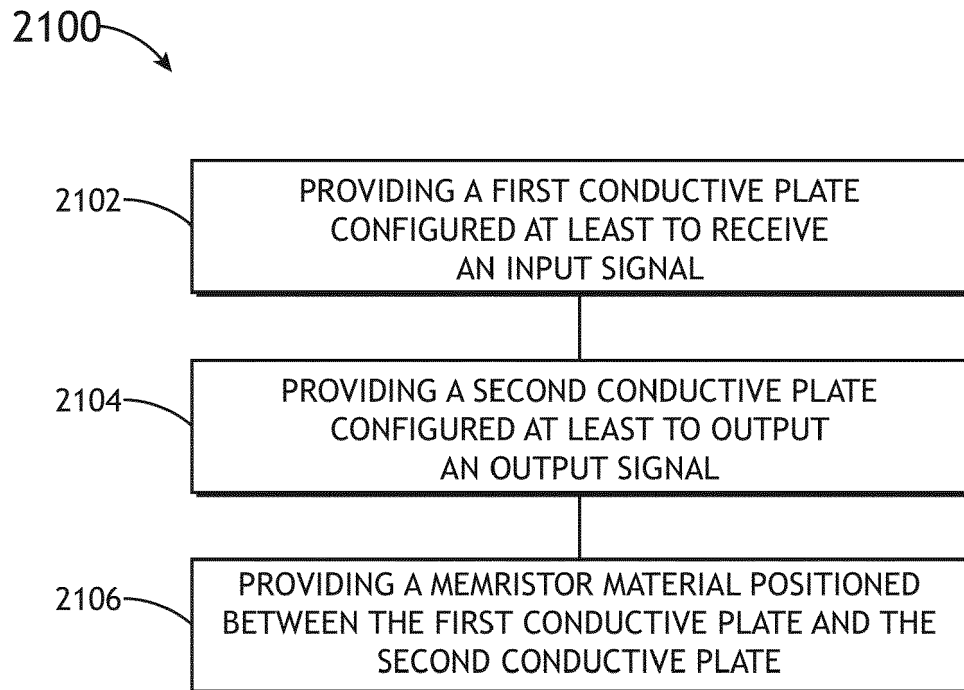 2100
2102
PROVIDING A FIRST CONDUCTIVE PLATE
CONFIGURED AT LEAST TO RECEIVE
AN INPUT SIGNAL
2104
PROVIDING A SECOND CONDUCTIVE PLATE
CONFIGURED AT LEAST TO OUTPUT
AN OUTPUT SIGNAL
2106
PROVIDING A MEMRISTOR MATERIAL POSITIONED
BETWEEN THE FIRST CONDUCTIVE PLATE AND THE
SECOND CONDUCTIVE PLATE